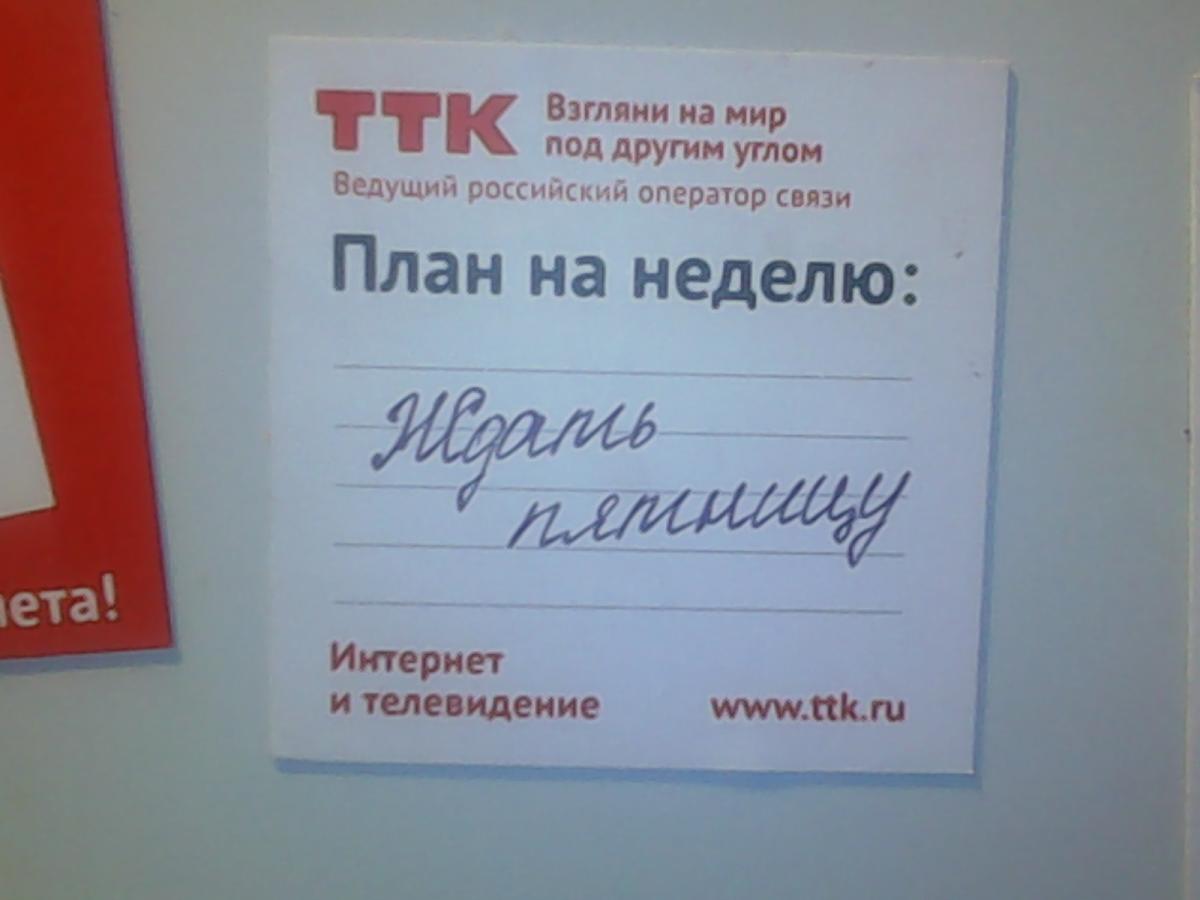 ТТК
Взгляни на мир
под другим углом
Ведущий российский оператор связи
План на неделю:
Ждать
пятницу
Интернет
и телевидение
www.ttk.ru